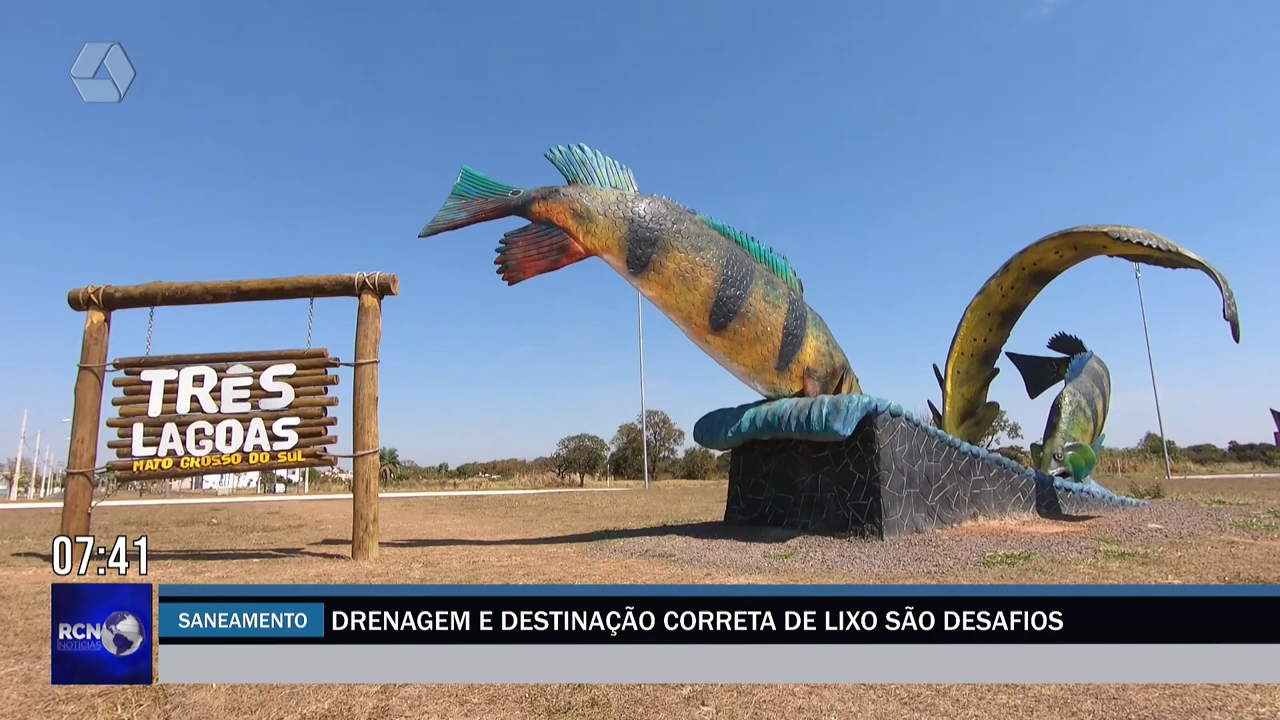 TRÊS
LAGOAS
MATO GROSSO DO SUL
07:41
RCN
NOTÍCIAS
SANEAMENTO
DRENAGEM E DESTINAÇÃO CORRETA DE LIXO SÃO DESAFIOS